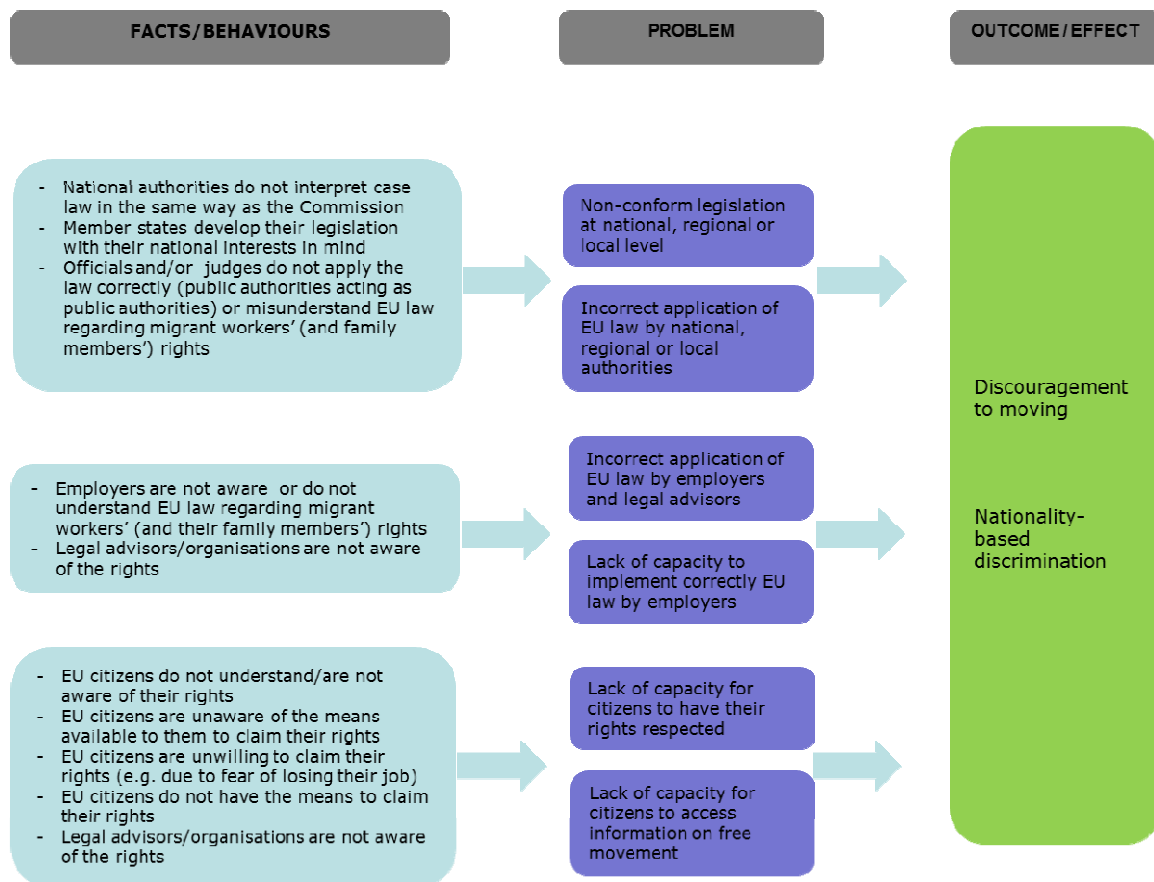 FACTS/BEHAVIOURS
PROBLEM
OUTCOME/EFFECT
- National authorities do not interpret case
law in the same way as the Commission
- Member states develop their legislation
with their national interests in mind
- Officials and/or judges do not apply the
law correctly (public authorities acting as
public authorities) or misunderstand EU law
regarding migrant workers' (and family
members') rights
Non-conform legislation
at national, regional or
local level
Incorrect application of
EU law by national,
regional or local
authorities
- Employers are not aware or do not
understand EU law regarding migrant
workers' (and their family members') rights
- Legal advisors/organisations are not aware
of the rights
Incorrect application of
EU law by employers
and legal advisors
Lack of capacity to
implement correctly EU
law by employers
- EU citizens do not understand/are not
aware of their rights
- EU citizens are unaware of the means
available to them to claim their rights
- EU citizens are unwilling to claim their
rights (e.g. due to fear of losing their job)
- EU citizens do not have the means to claim
their rights
- Legal advisors/organisations are not aware
of the rights
Lack of capacity for
citizens to have their
rights respected
Lack of capacity for
citizens to access
information on free
movement
Discouragement
to moving
Nationality-
based
discrimination